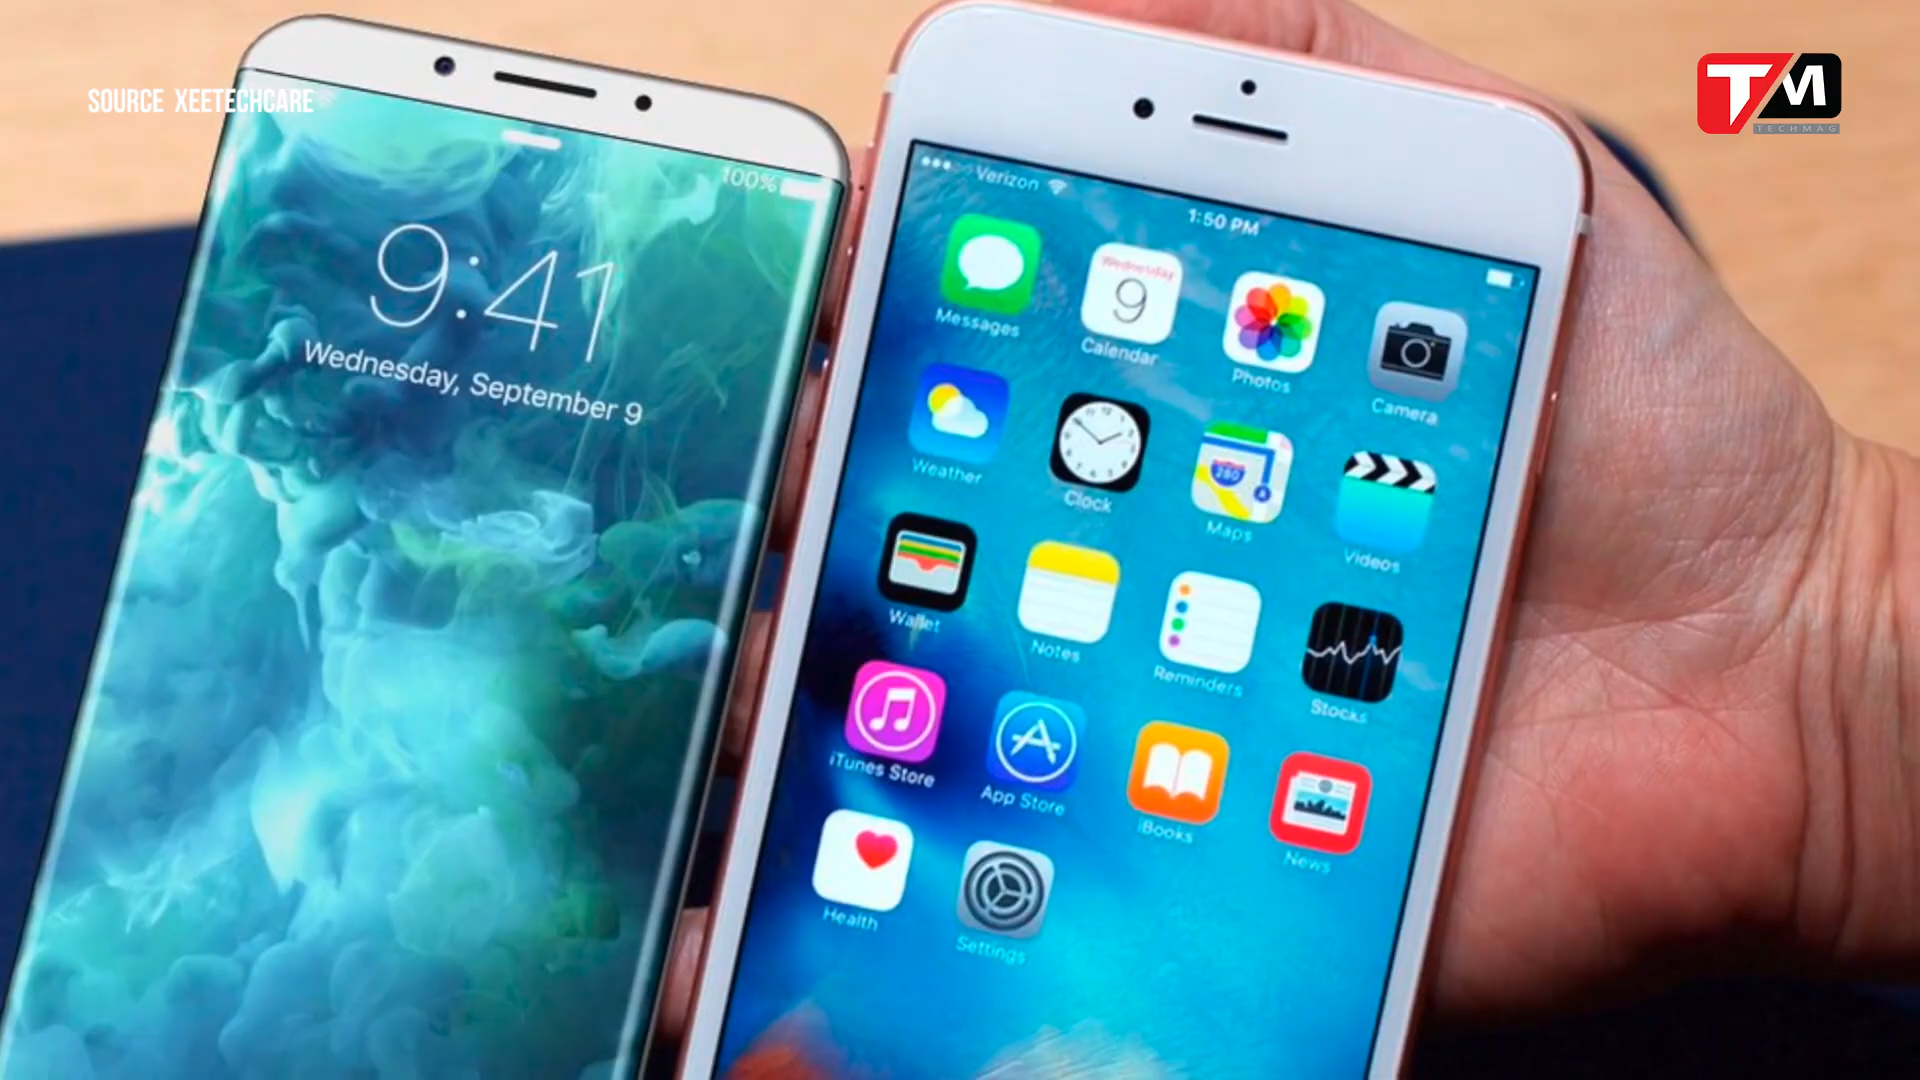 SOURCE XEETECHCARE
TM
TECHMAG
100%
9:41
Wednesday, September 9
Verizon
1:50 PM
Messages
Wednesday
9
Calendar
Photos
Camera
Weather
Clock
280
Maps
Videos
Wallet
Notes
Reminders
Stocks
iTunes Store
App Store
iBooks
News
Health
Settings